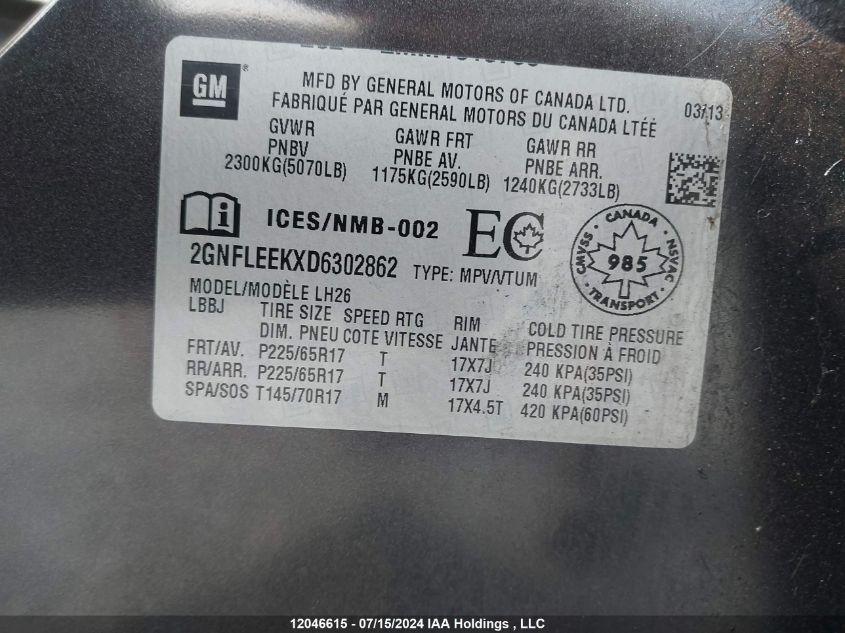 GM
MFD BY GENERAL MOTORS OF CANADA LTD. 03/13
FABRIQUÉ PAR GENERAL MOTORS DU CANADA LTÉE
GVWR GAWR FRT GAWR RR
PNBV PNBE AV. PNBE ARR.
2300KG(5070LB) 1175KG(2590LB) 1240KG(2733LB)
ICES/NMB-002 EC
CANADA CMVSS NSVAC 985 TRANSPORT
2GNFLEEKXD6302862 TYPE: MPV/VTUM
MODEL/MODÈLE LH26
LBBJ TIRE SIZE SPEED RTG RIM COLD TIRE PRESSURE
DIM. PNEU COTE VITESSE JANTE PRESSION À FROID
FRT/AV. P225/65R17 T 17X7J 240 KPA(35PSI)
RR/ARR. P225/65R17 T 17X7J 240 KPA(35PSI)
SPA/SOS T145/70R17 M 17X4.5T 420 KPA(60PSI)
12046615 - 07/15/2024 IAA Holdings , LLC